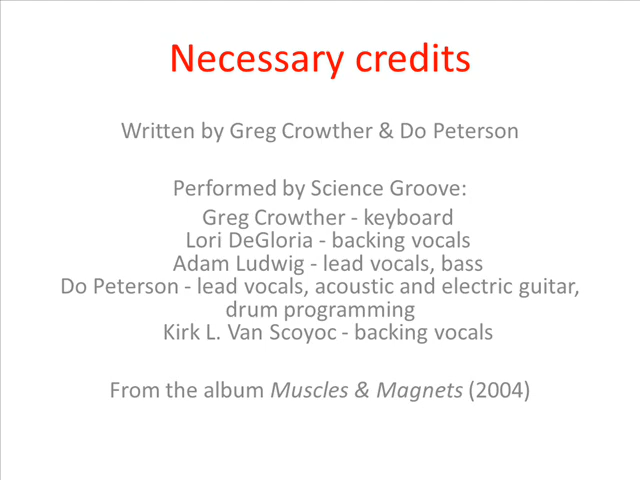 Necessary credits
Written by Greg Crowther & Do Peterson
Performed by Science Groove:
Greg Crowther - keyboard
Lori DeGloria - backing vocals
Adam Ludwig - lead vocals, bass
Do Peterson - lead vocals, acoustic and electric guitar,
drum programming
Kirk L. Van Scoyoc - backing vocals
From the album Muscles & Magnets (2004)